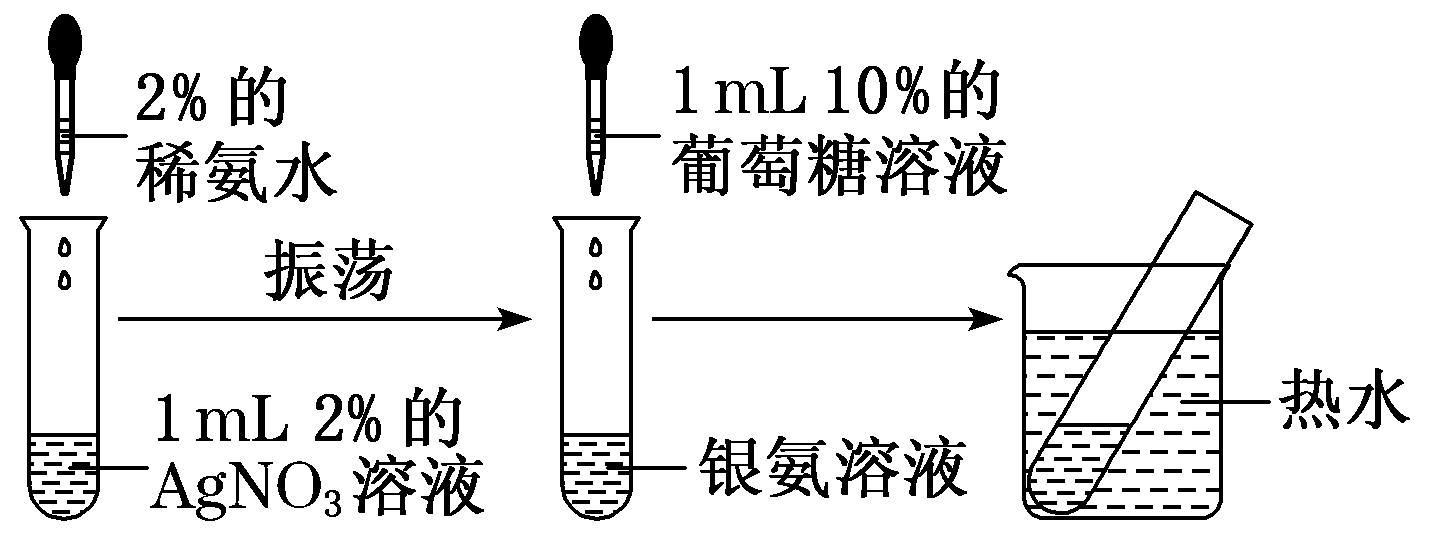 2% 的
稀氨水
1 mL 10%的
葡萄糖溶液
振荡
1 mL 2% 的
AgNO₃溶液
银氨溶液
热水